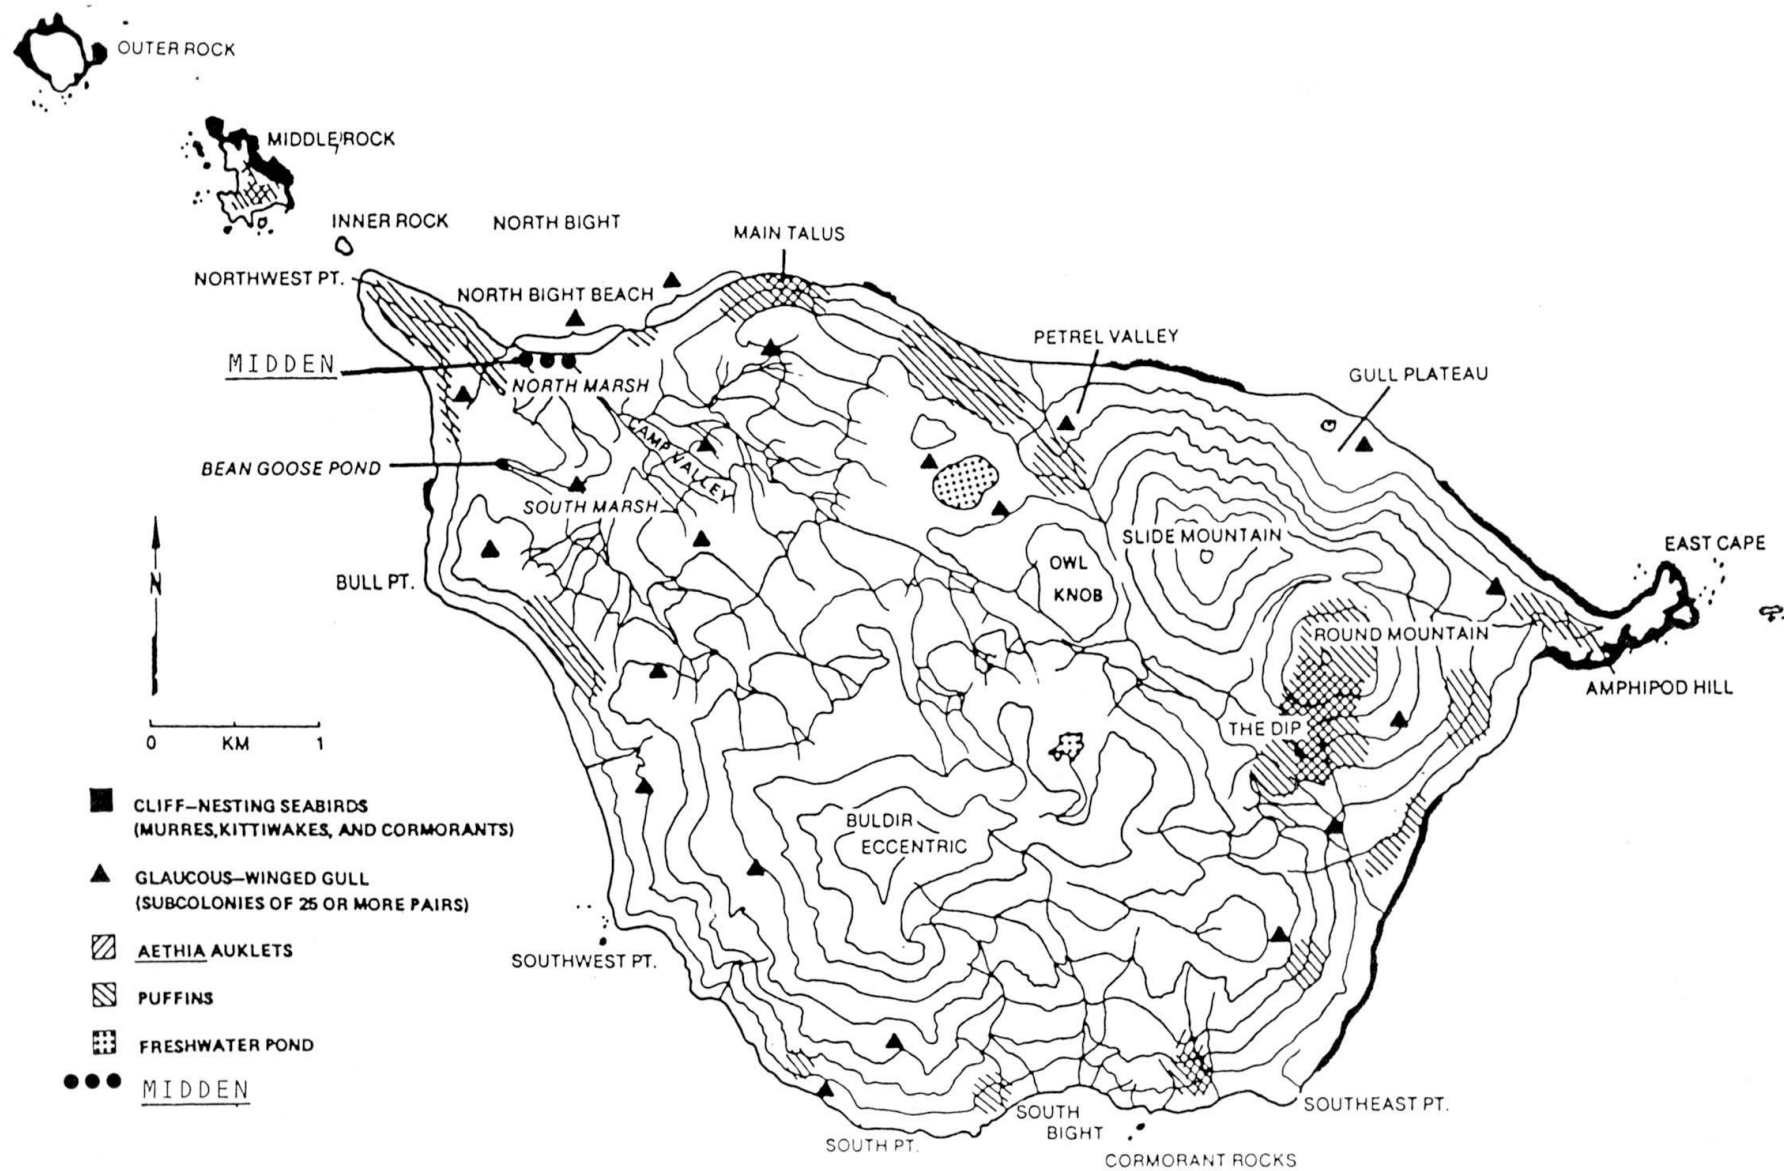 OUTER ROCK
MIDDLE ROCK
INNER ROCK
NORTH BIGHT
MAIN TALUS
NORTHWEST PT.
NORTH BIGHT BEACH
PETREL VALLEY
MIDDEN
NORTH MARSH
GULL PLATEAU
CAMP VALLEY
BEAN GOOSE POND
SOUTH MARSH
SLIDE MOUNTAIN
EAST CAPE
OWL
KNOB
BULL PT.
N
ROUND MOUNTAIN
AMPHIPOD HILL
THE DIP
0 KM 1
CLIFF-NESTING SEABIRDS
(MURRES,KITTIWAKES, AND CORMORANTS)
BULDIR
ECCENTRIC
GLAUCOUS-WINGED GULL
(SUBCOLONIES OF 25 OR MORE PAIRS)
AETHIA AUKLETS
SOUTHWEST PT.
PUFFINS
FRESHWATER POND
MIDDEN
SOUTHEAST PT.
SOUTH
BIGHT
SOUTH PT.
CORMORANT ROCKS